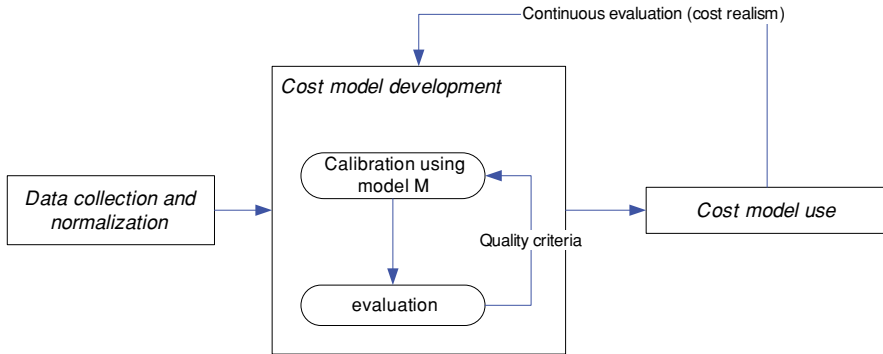 Continuous evaluation (cost realism)
Cost model development
Calibration using
model M
Data collection and
normalization
Cost model use
Quality criteria
evaluation